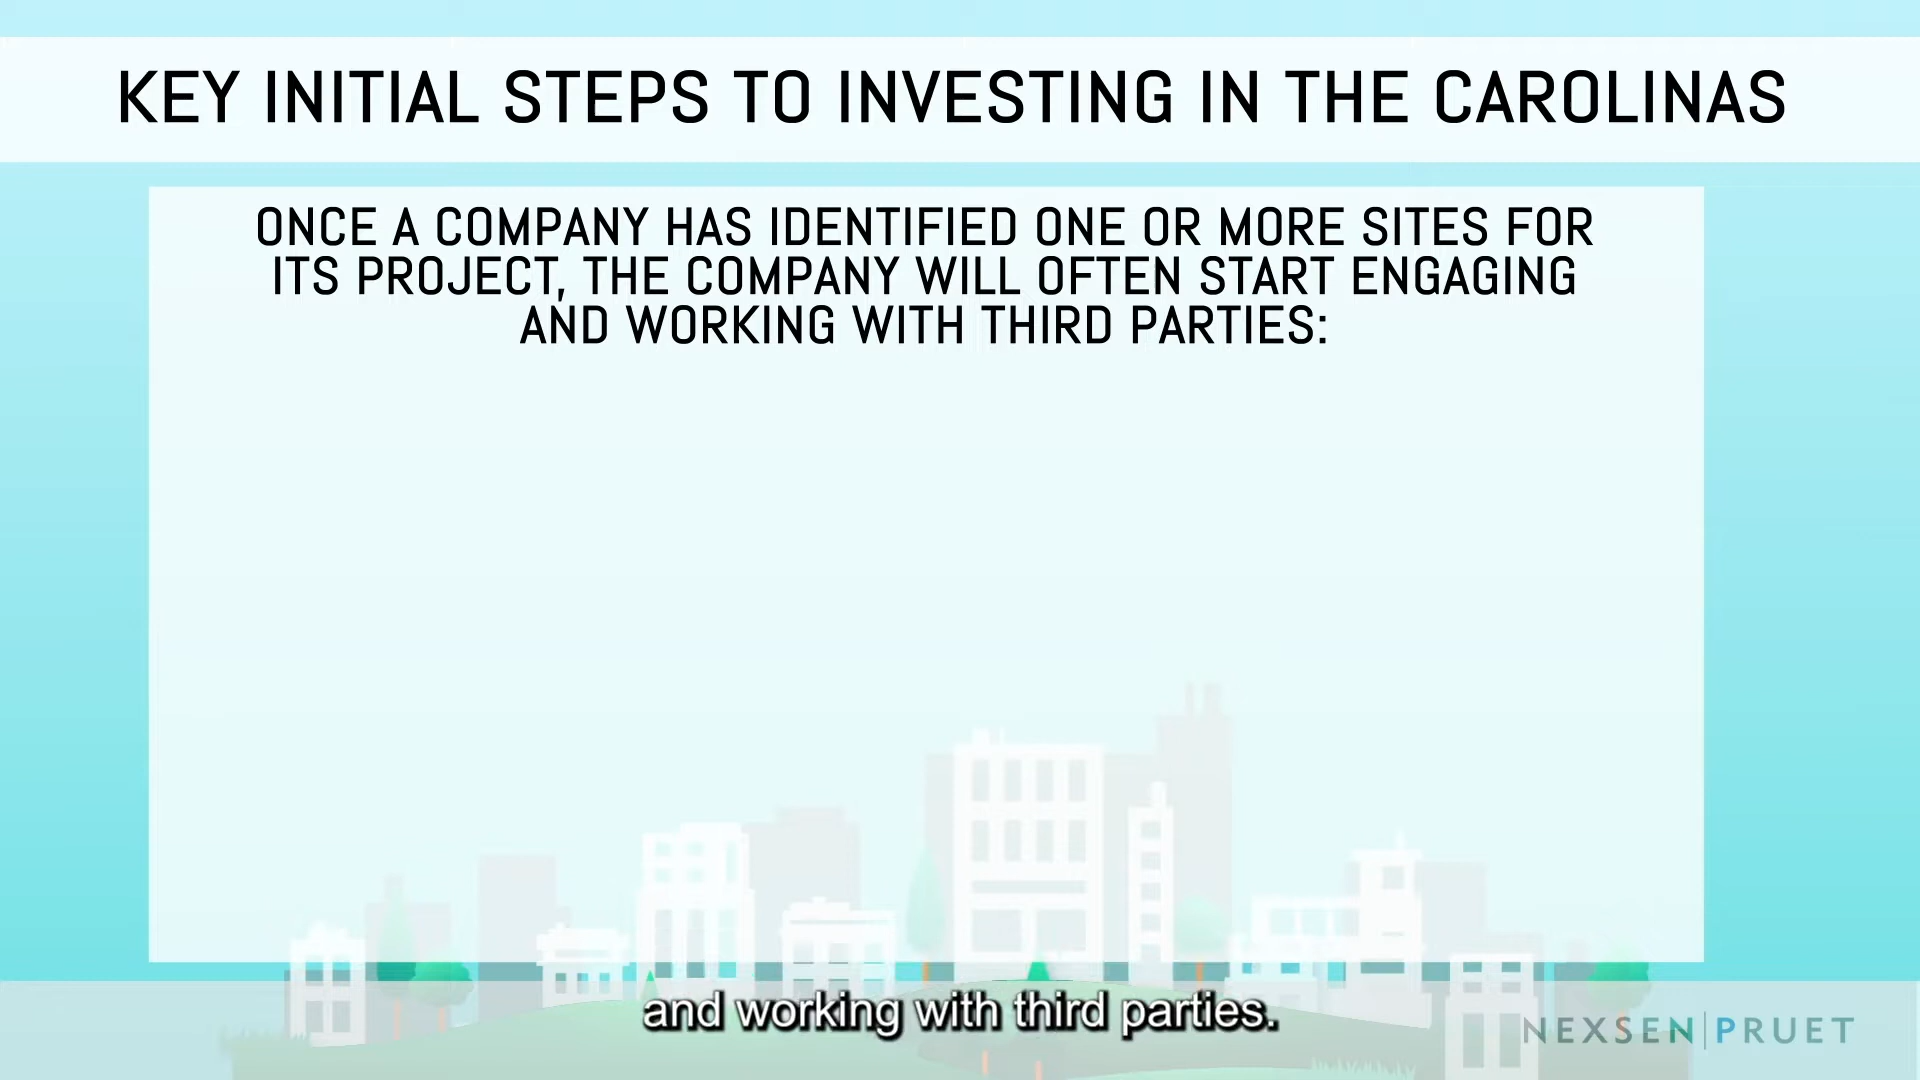 KEY INITIAL STEPS TO INVESTING IN THE CAROLINAS
ONCE A COMPANY HAS IDENTIFIED ONE OR MORE SITES FOR
ITS PROJECT, THE COMPANY WILL OFTEN START ENGAGING
AND WORKING WITH THIRD PARTIES:
and working with third parties.
NEXSEN|PRUET